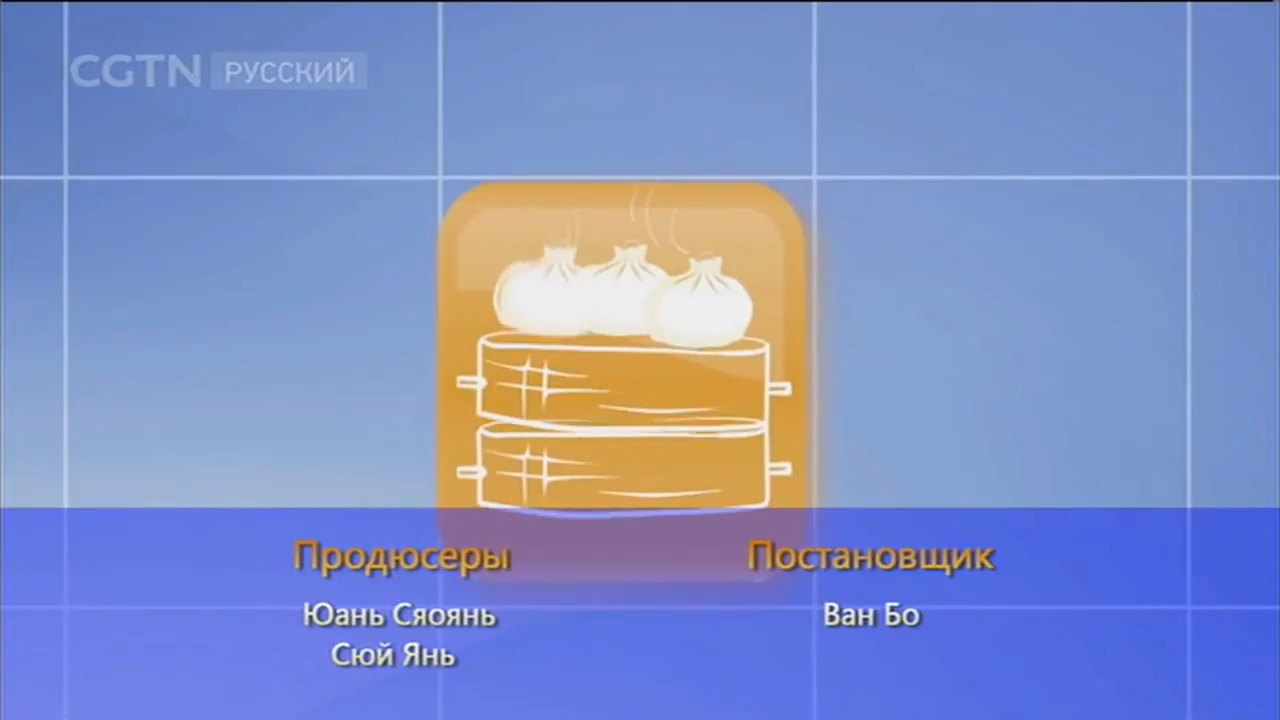 CGTN РУССКИЙ
Продюсеры
Юань Сяоянь
Сюй Янь
Постановщик
Ван Бо